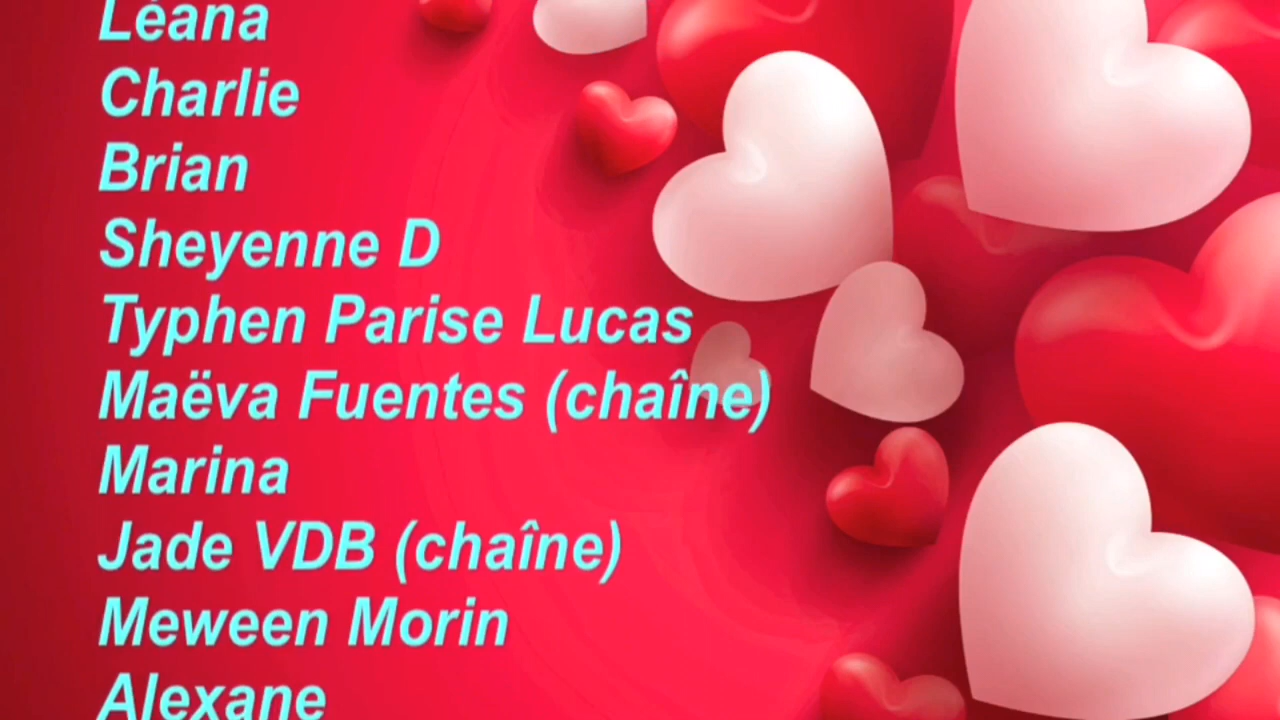 Léana
Charlie
Brian
Sheyenne D
Typhen Parise Lucas
Maëva Fuentes (chaîne)
Marina
Jade VDB (chaîne)
Meween Morin
Alexane